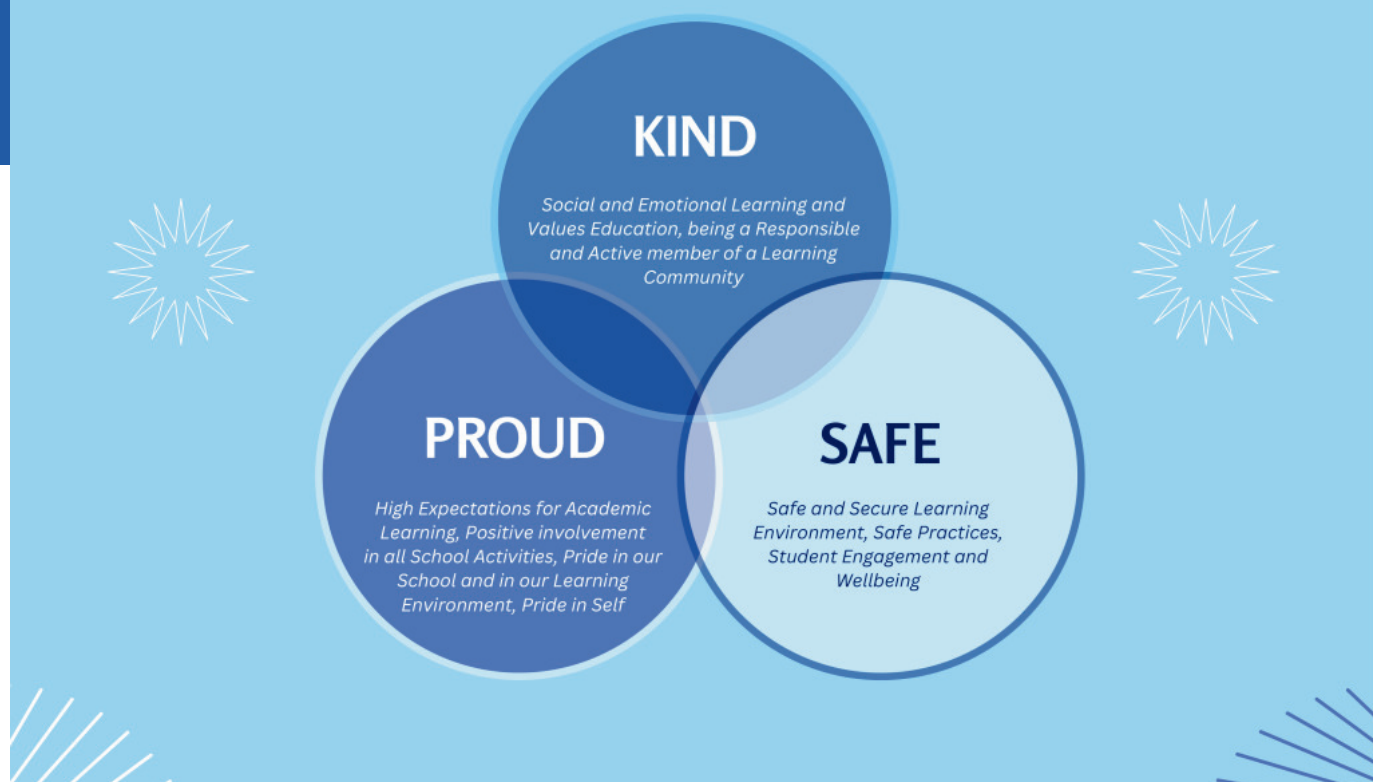 KIND
Social and Emotional Learning and
Values Education, being a Responsible
and Active member of a Learning
Community
PROUD
High Expectations for Academic
Learning, Positive involvement
in all School Activities, Pride in our
School and in our Learning
Environment, Pride in Self
SAFE
Safe and Secure Learning
Environment, Safe Practices,
Student Engagement and
Wellbeing